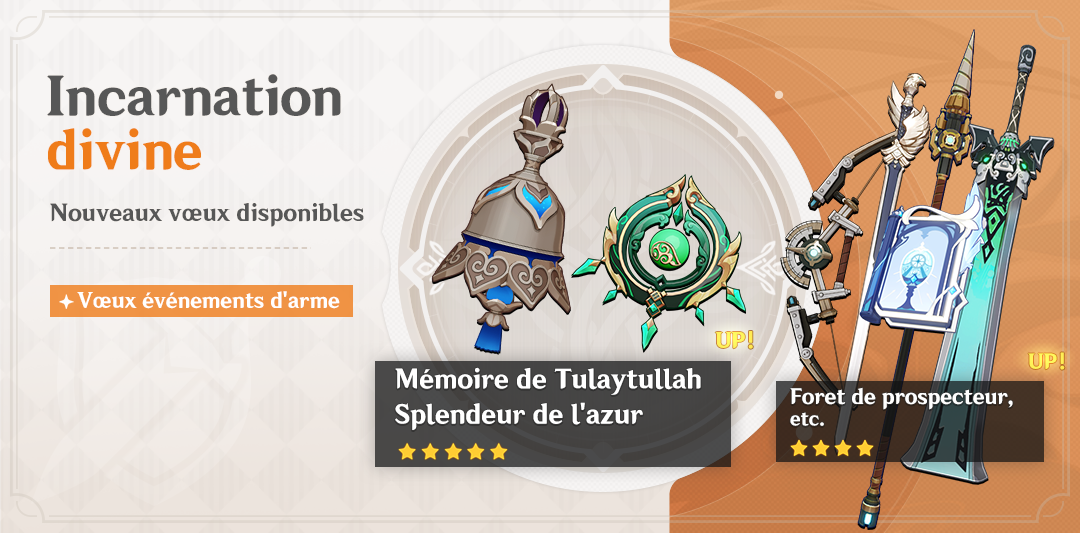 Incarnation
divine
Nouveaux vœux disponibles
Vœux événements d'arme
UP!
Mémoire de Tulaytullah
Splendeur de l'azur
UP!
Foret de prospecteur,
etc.